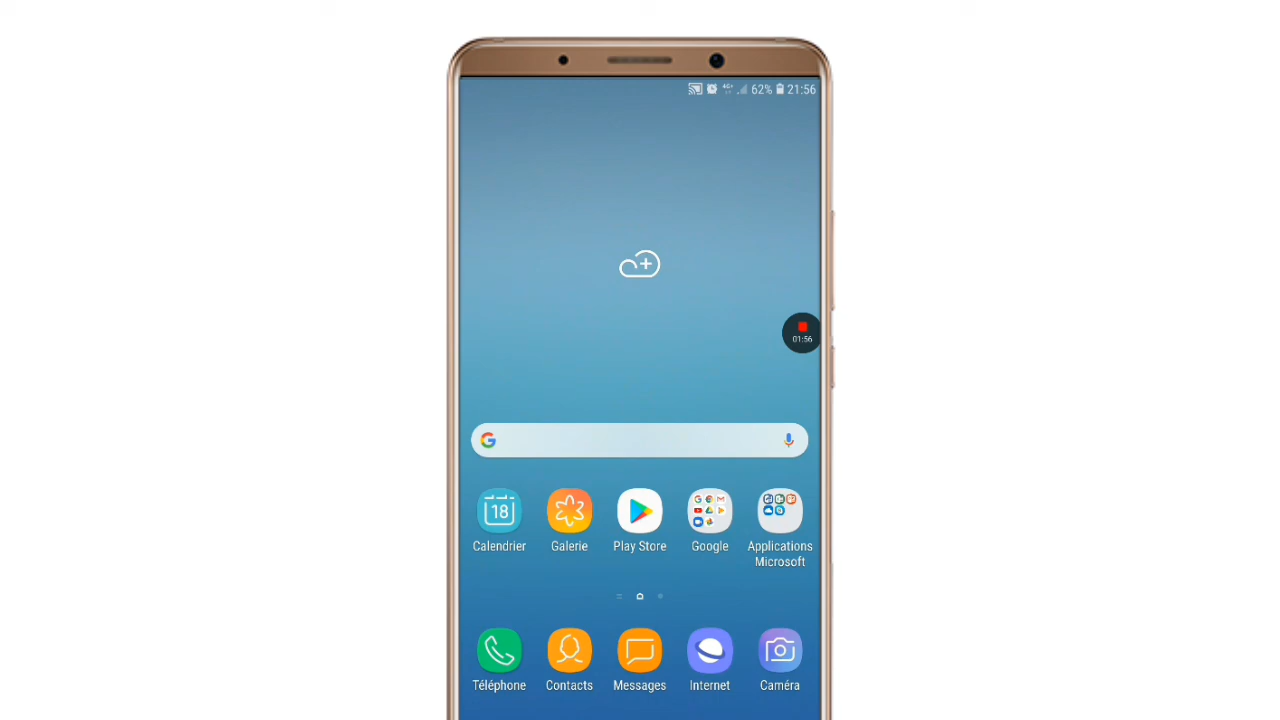 62% 21:56
01:56
18
Calendrier Galerie Play Store Google Applications Microsoft
Téléphone Contacts Messages Internet Caméra